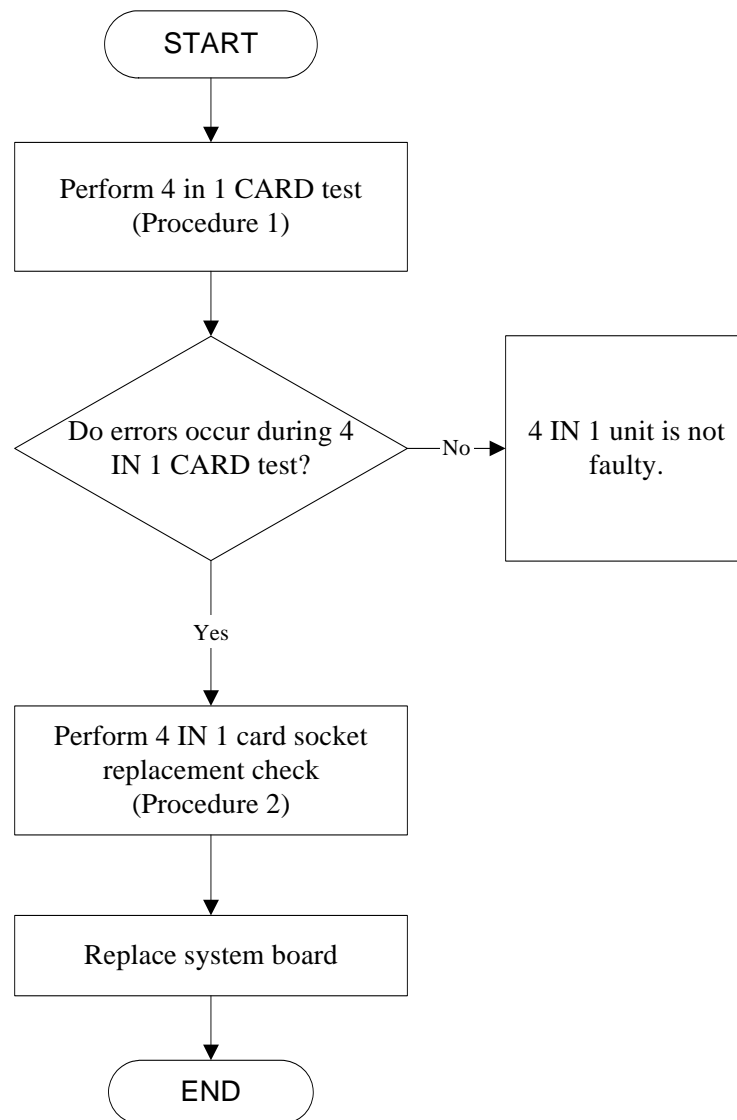 START
Perform 4 in 1 CARD test
(Procedure 1)
Do errors occur during 4
IN 1 CARD test?
No
4 IN 1 unit is not
faulty.
Yes
Perform 4 IN 1 card socket
replacement check
(Procedure 2)
Replace system board
END